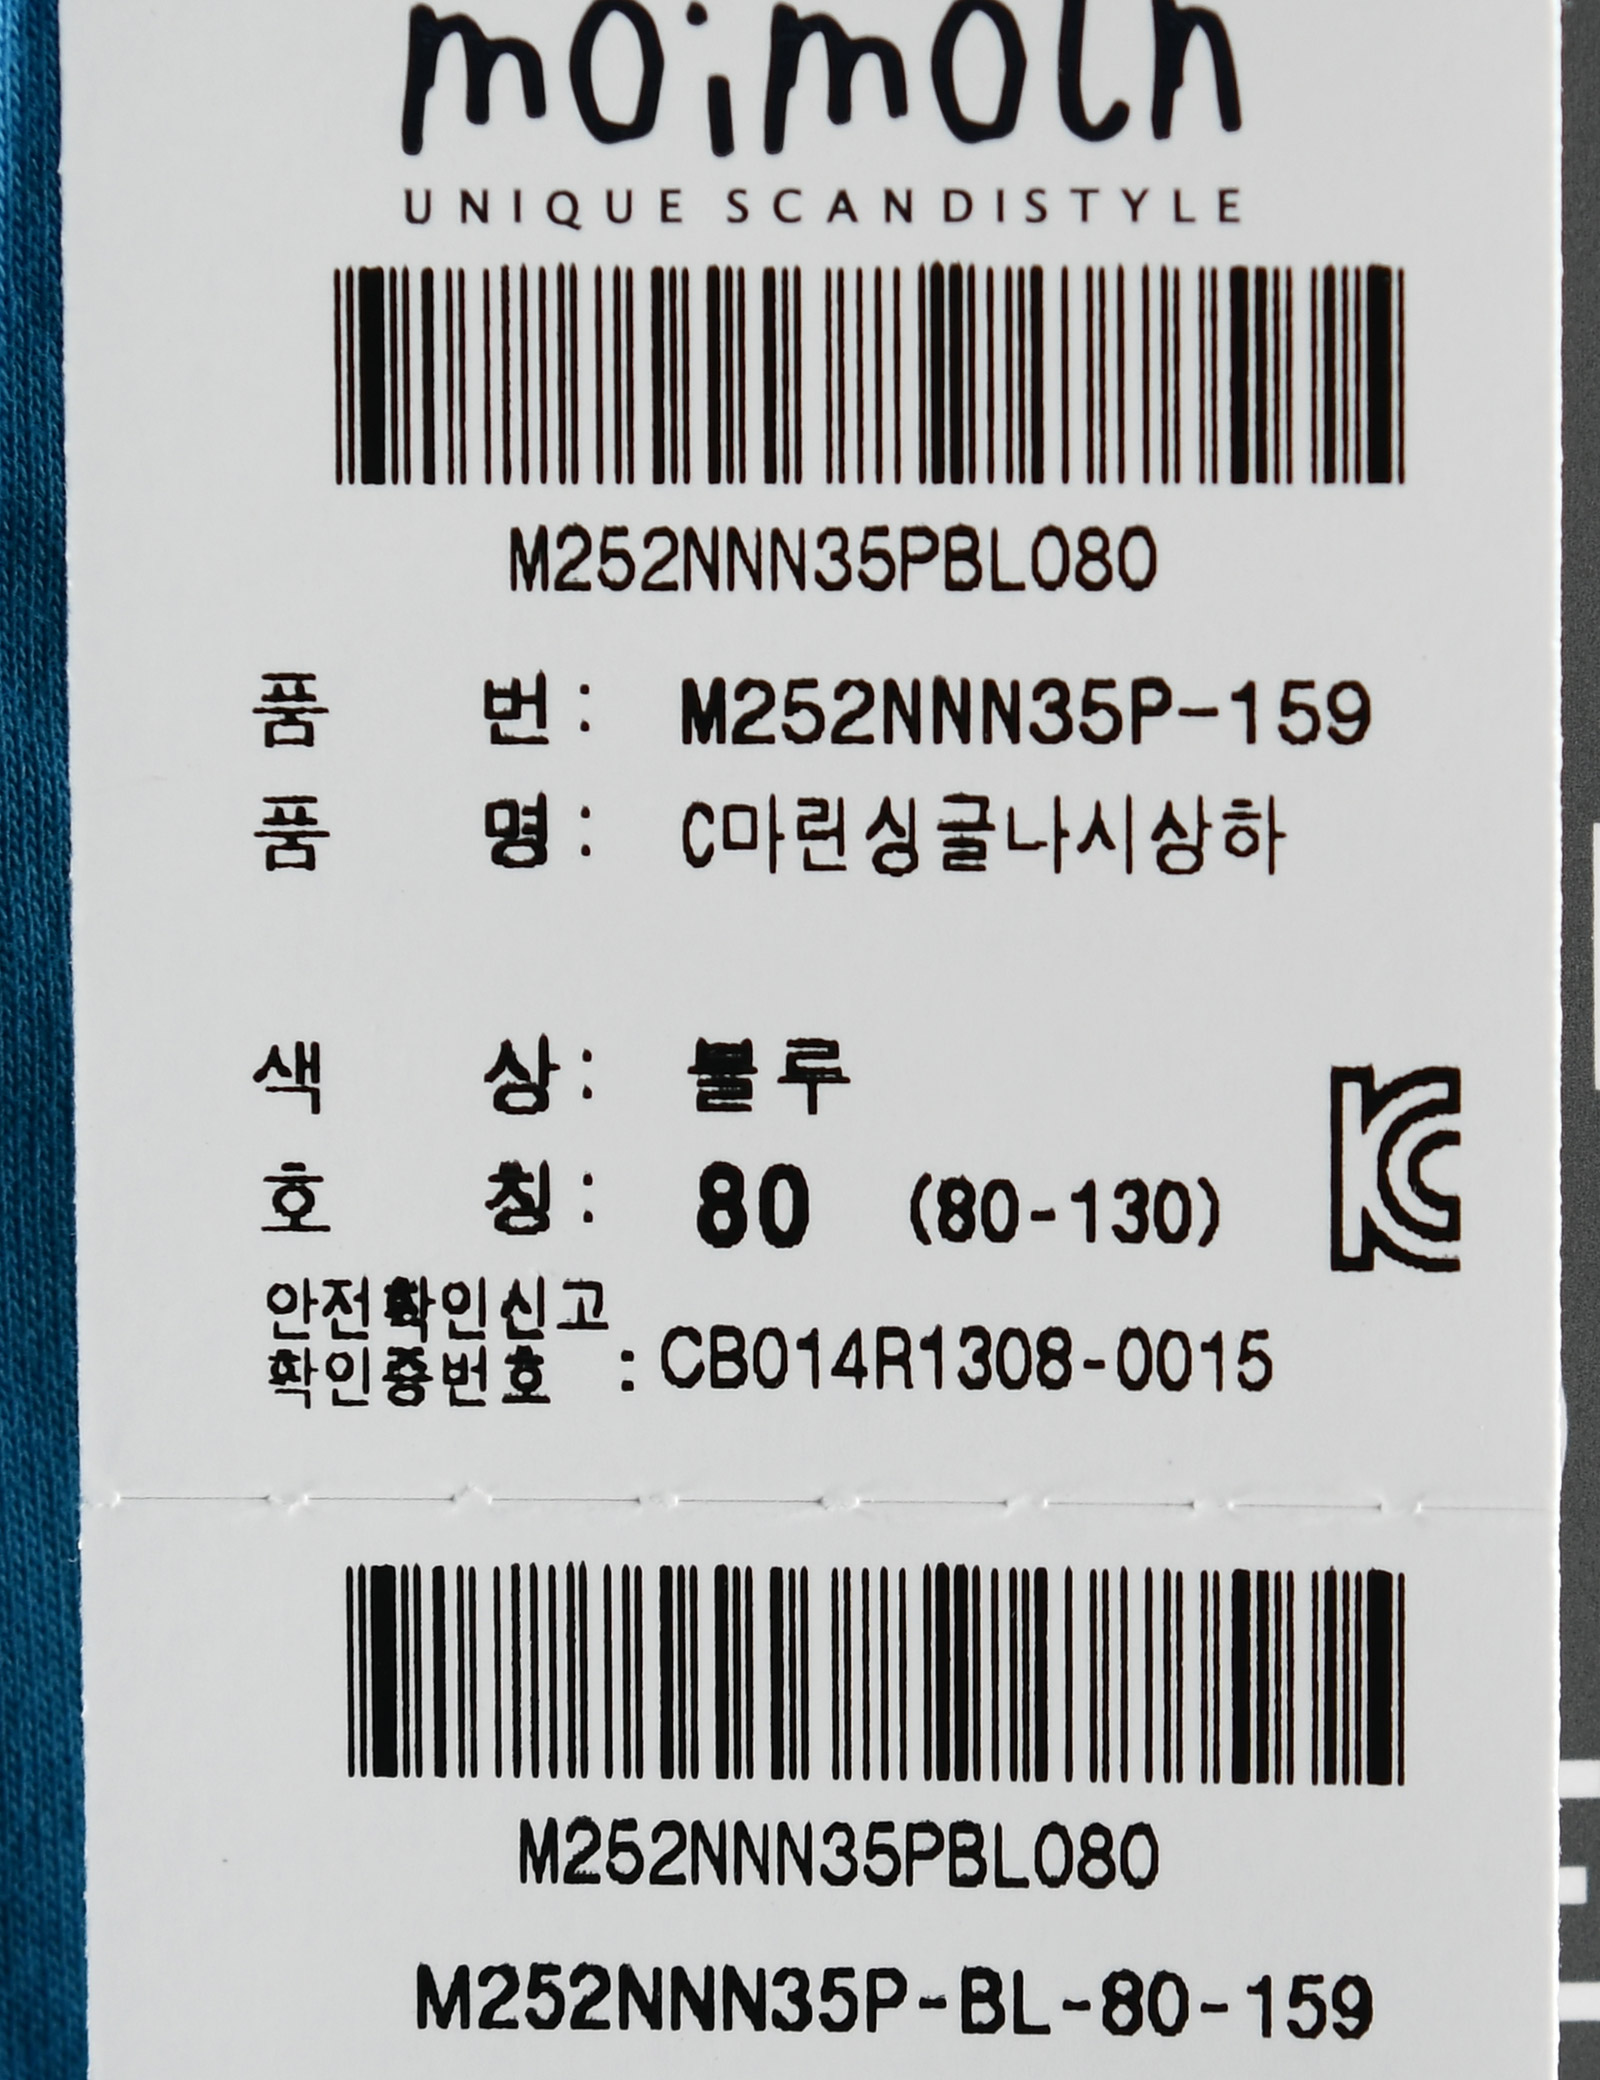 moimoln
UNIQUE SCANDISTYLE
M252NNN35PBL080
품 번 : M252NNN35P-159
품 명 : C마린싱글나시상하
색 상 : 블루
호 칭 : 80 (80-130)
안전확인신고
확인증번호 : CB014R1308-0015
M252NNN35PBL080
M252NNN35P-BL-80-159